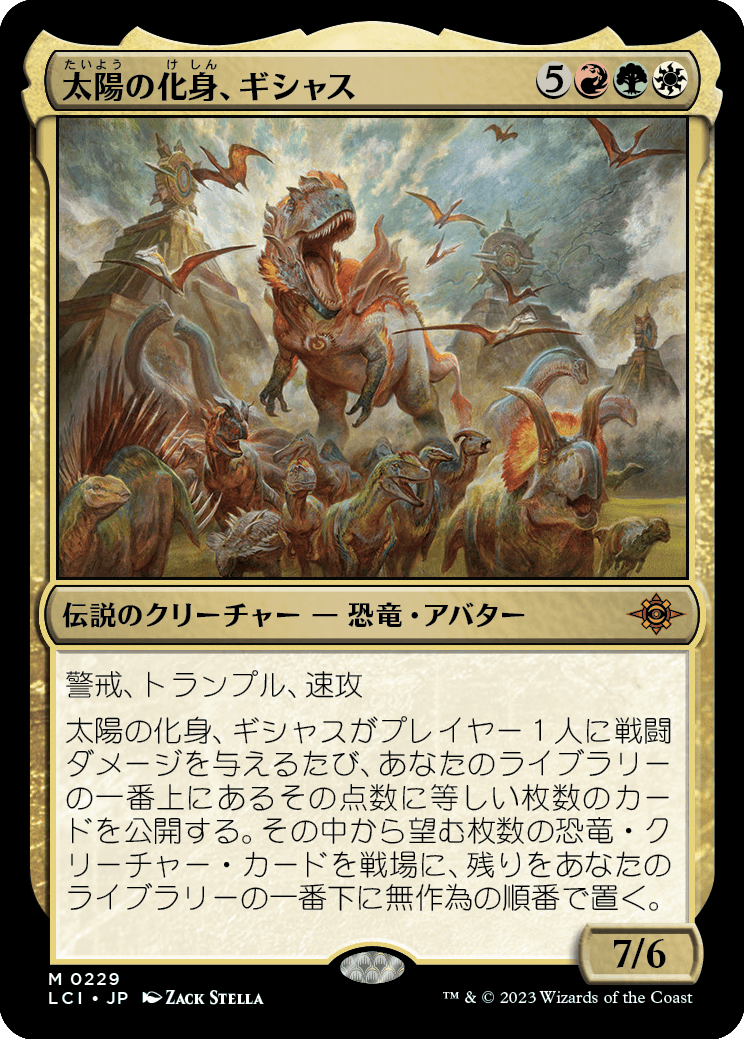 たいよう けしん
太陽の化身、ギシャス 5
伝説のクリーチャー — 恐竜・アバター
警戒、トランプル、速攻
太陽の化身、ギシャスがプレイヤー１人に戦闘
ダメージを与えるたび、あなたのライブラリー
の一番上にあるその点数に等しい枚数のカー
ドを公開する。その中から望む枚数の恐竜・ク
リーチャー・カードを戦場に、残りをあなたの
ライブラリーの一番下に無作為の順番で置く。
7/6
M 0229
LCI • JP Zack Stella
™ & © 2023 Wizards of the Coast